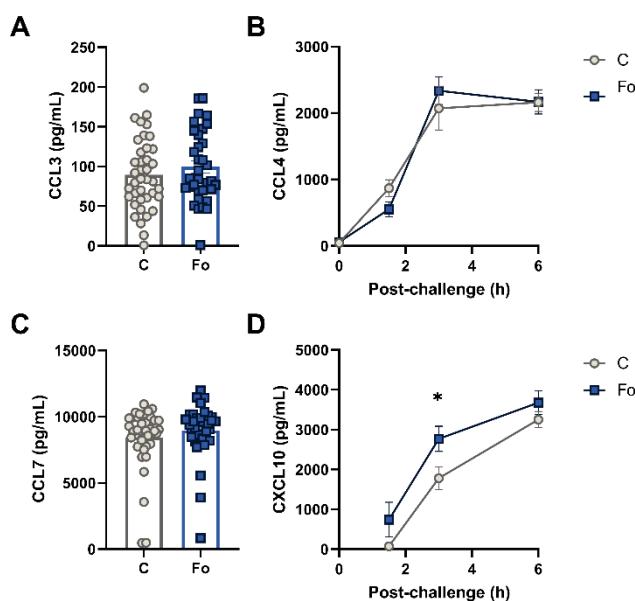 A
CCL3 (pg/mL)
250
200
150
100
50
0
C
Fo
B
CCL4 (pg/mL)
3000
2000
1000
0
0
2
4
6
Post-challenge (h)
C
Fo
C
CCL7 (pg/mL)
15000
10000
5000
0
C
Fo
D
CXCL10 (pg/mL)
5000
4000
3000
2000
1000
0
*
0
2
4
6
Post-challenge (h)
C
Fo